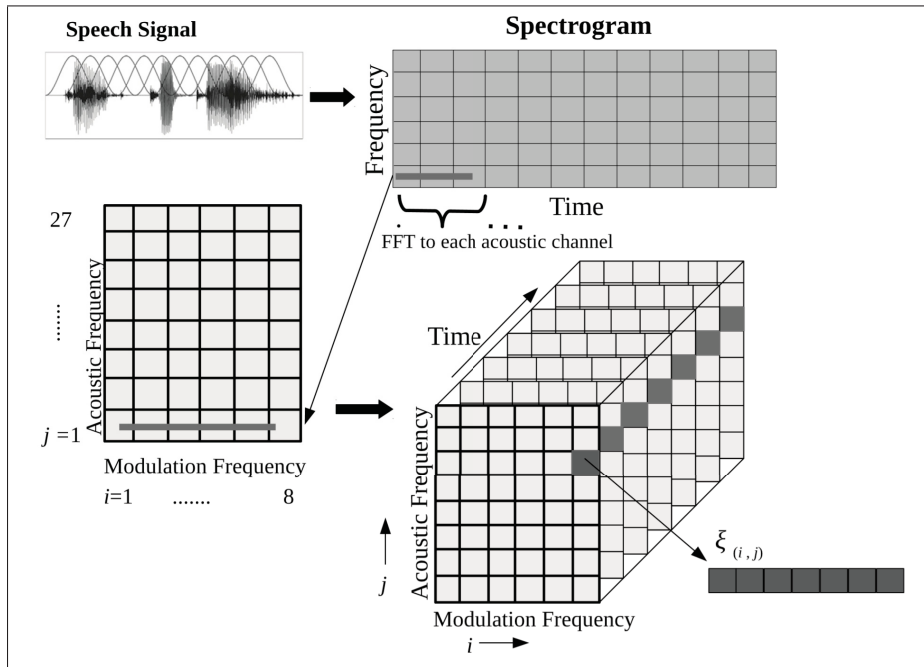 Speech Signal
Spectrogram
Frequency
Time
FFT to each acoustic channel
27
.......
j =1
Acoustic Frequency
Modulation Frequency
i=1 ....... 8
Time
Acoustic Frequency
j
Modulation Frequency
i
ξ (i , j)